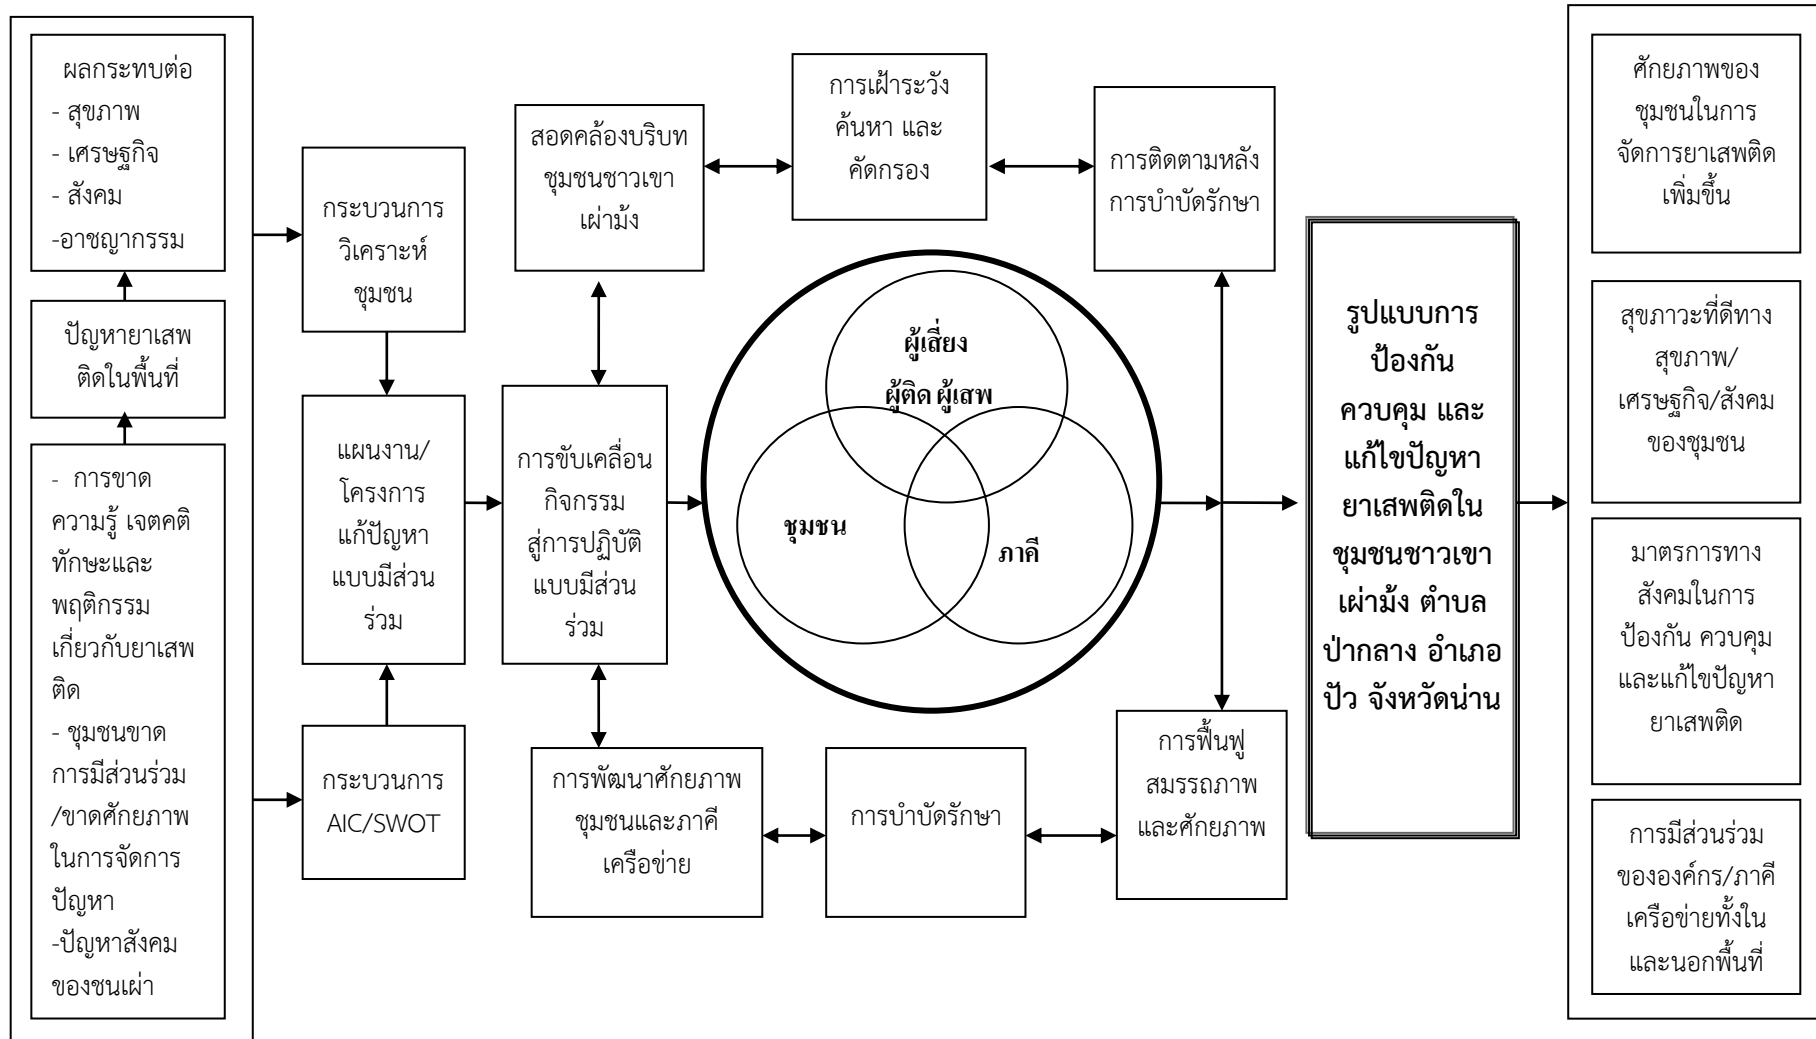 ผลกระทบต่อ
- สุขภาพ
- เศรษฐกิจ
- สังคม
-อาชญากรรม
ปัญหายาเสพ
ติดในพื้นที่
- การขาด
ความรู้ เจตคติ
ทักษะและ
พฤติกรรม
เกี่ยวกับยาเสพ
ติด
- ชุมชนขาด
การมีส่วนร่วม
/ขาดศักยภาพ
ในการจัดการ
ปัญหา
-ปัญหาสังคม
ของชนเผ่า
กระบวนการ
วิเคราะห์
ชุมชน
แผนงาน/
โครงการ
แก้ปัญหา
แบบมีส่วน
ร่วม
กระบวนการ
AIC/SWOT
สอดคล้องบริบท
ชุมชนชาวเขา
เผ่าม้ง
การขับเคลื่อน
กิจกรรม
สู่การปฏิบัติ
แบบมีส่วน
ร่วม
การพัฒนาศักยภาพ
ชุมชนและภาคี
เครือข่าย
การเฝ้าระวัง
ค้นหา และ
คัดกรอง
การติดตามหลัง
การบำบัดรักษา
ผู้เสี่ยง
ผู้ติด ผู้เสพ
ชุมชน
ภาคี
การบำบัดรักษา
การฟื้นฟู
สมรรถภาพ
และศักยภาพ
รูปแบบการ
ป้องกัน
ควบคุม และ
แก้ไขปัญหา
ยาเสพติดใน
ชุมชนชาวเขา
เผ่าม้ง ตำบล
ป่ากลาง อำเภอ
ปัว จังหวัดน่าน
ศักยภาพของ
ชุมชนในการ
จัดการยาเสพติด
เพิ่มขึ้น
สุขภาวะที่ดีทาง
สุขภาพ/
เศรษฐกิจ/สังคม
ของชุมชน
มาตรการทาง
สังคมในการ
ป้องกัน ควบคุม
และแก้ไขปัญหา
ยาเสพติด
การมีส่วนร่วม
ขององค์กร/ภาคี
เครือข่ายทั้งใน
และนอกพื้นที่